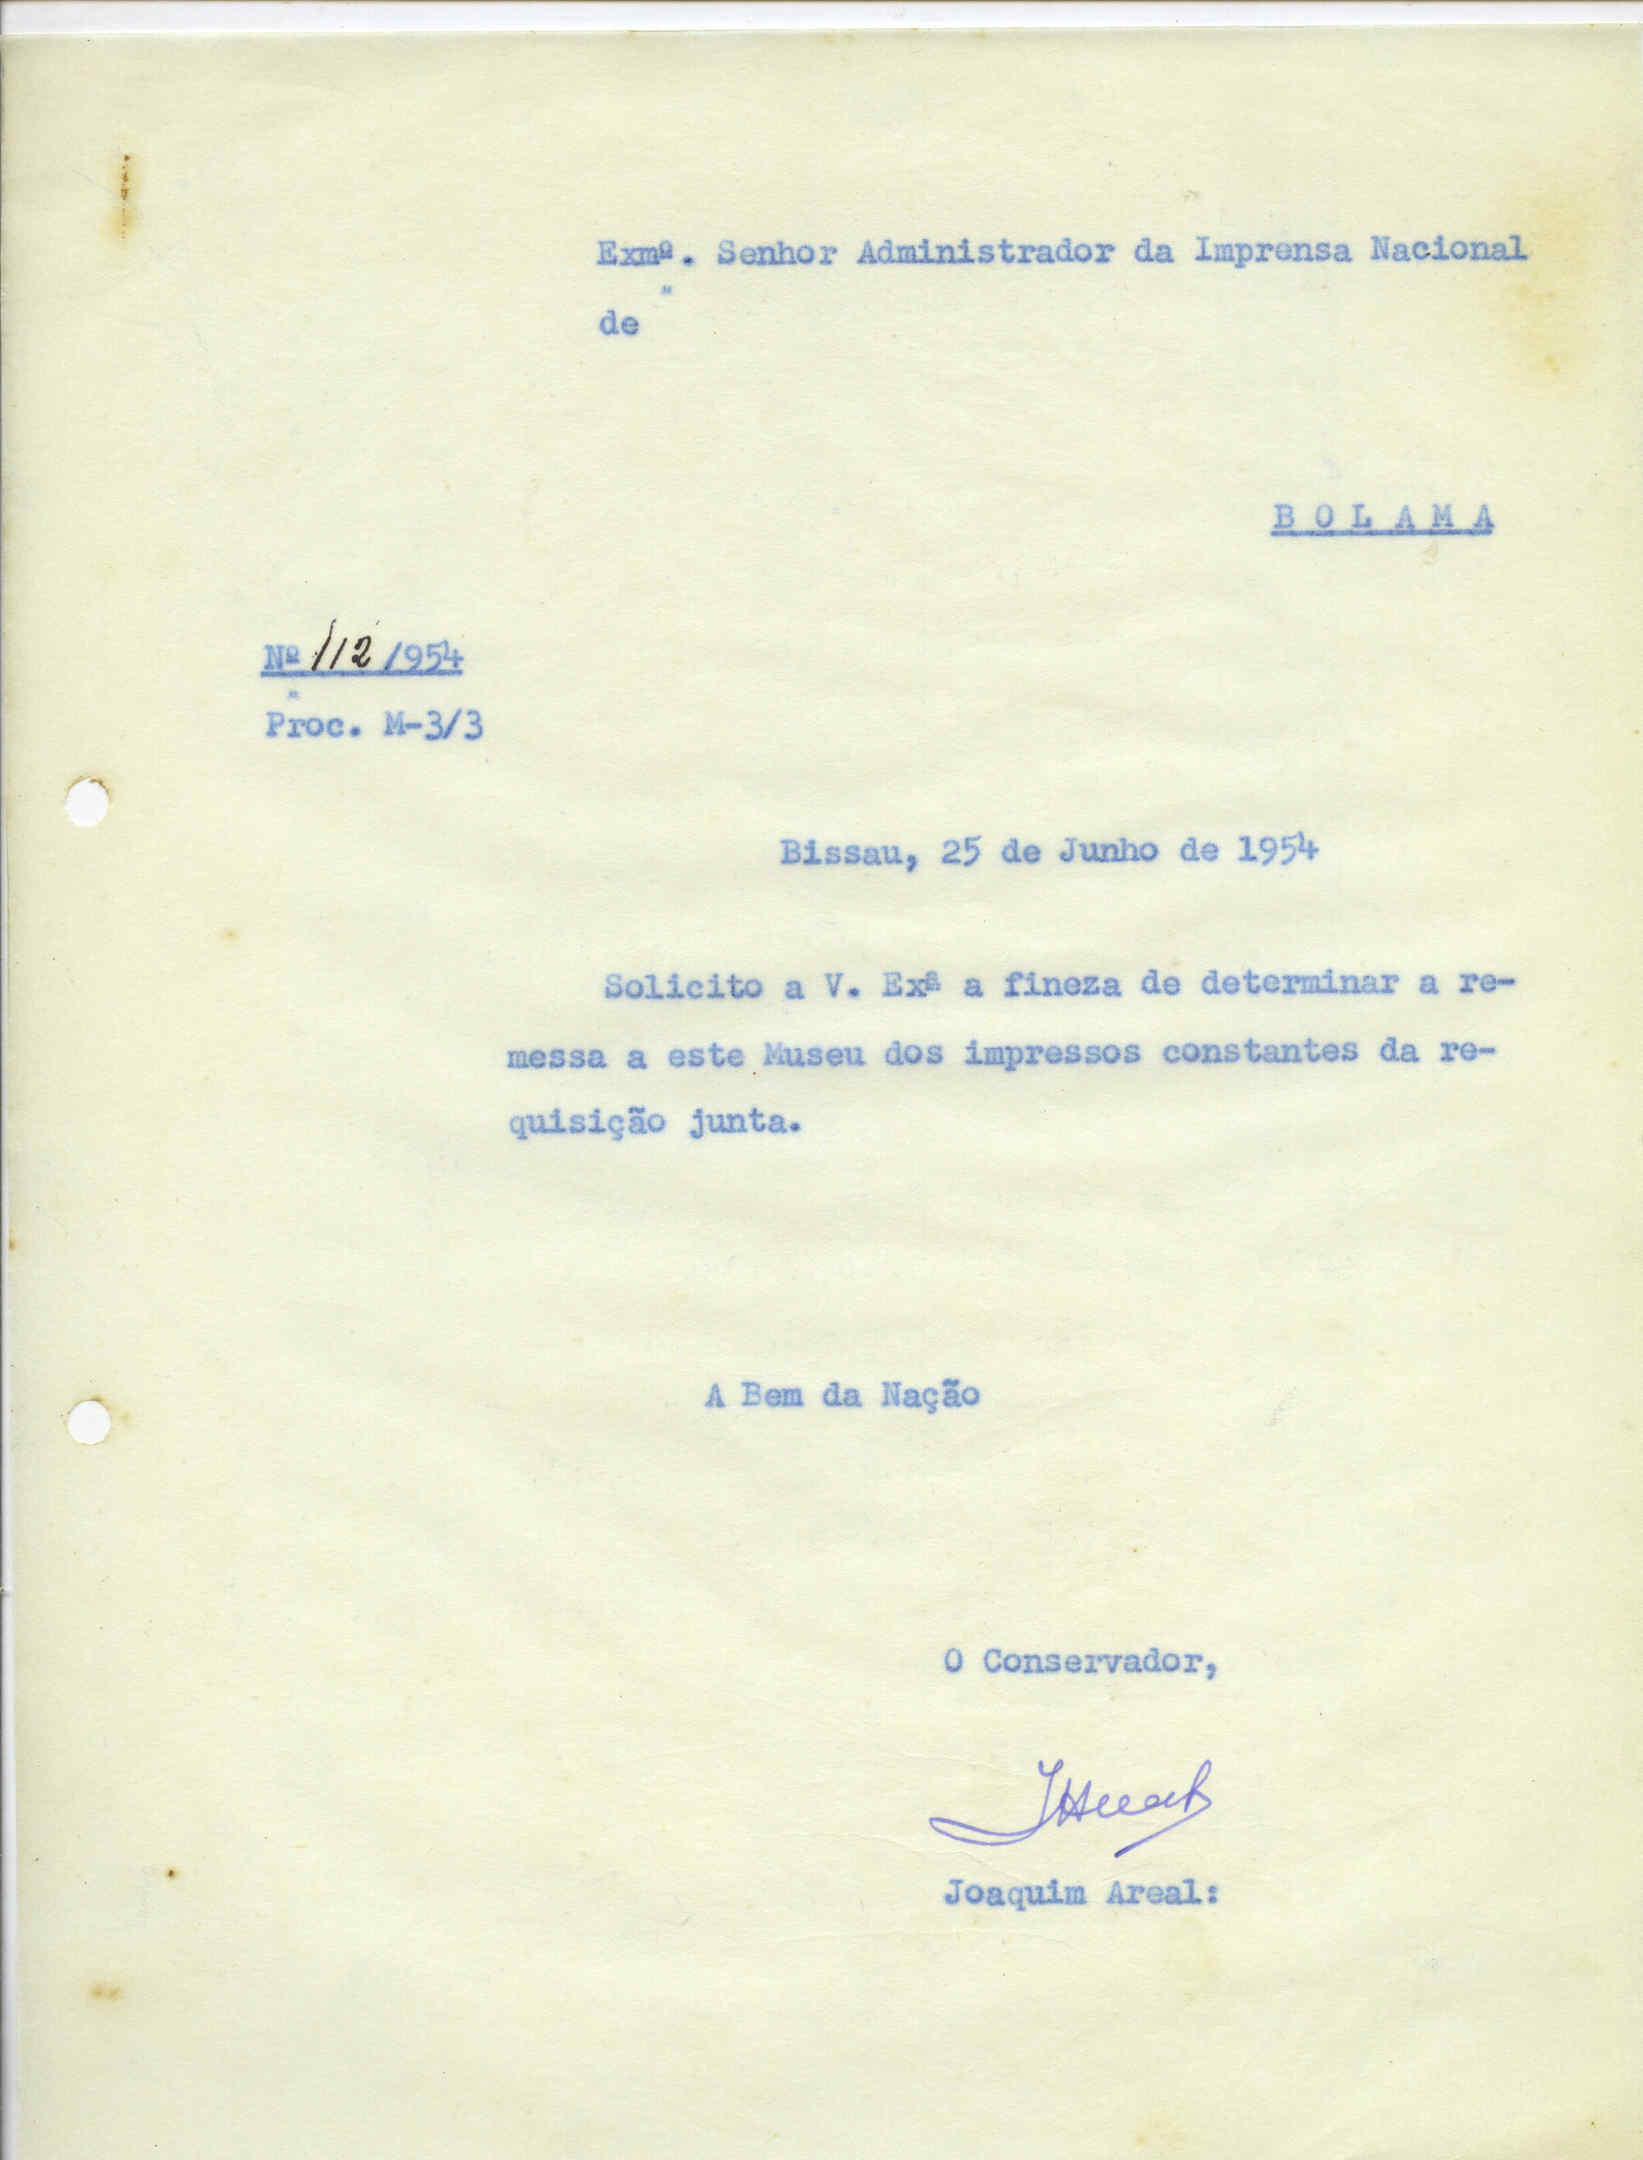 Exmº. Senhor Administrador da Imprensa Nacional
de
B O L A M A
Nº 112/1954
Proc. M-3/3
Bissau, 25 de Junho de 1954
Solicito a V. Exª a fineza de determinar a re-
messa a este Museu dos impressos constantes da re-
quisição junta.
A Bem da Nação
O Conservador,
Joaquim Areal: